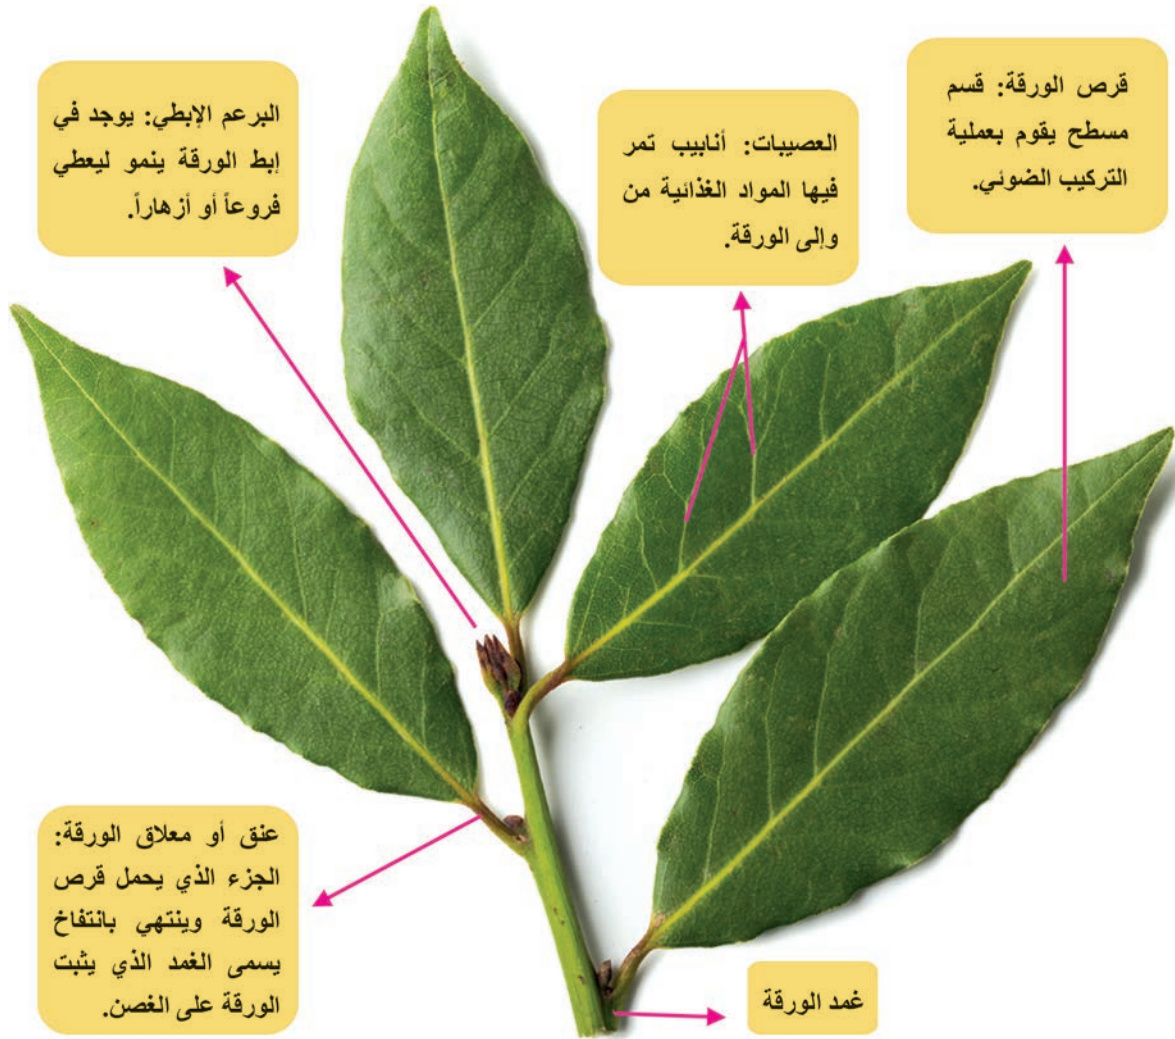 قرص الورقة: قسم
مسطح يقوم بعملية
التركيب الضوئي.
العصيبات: أنابيب تمر
فيها المواد الغذائية من
وإلى الورقة.
البرعم الإبطي: يوجد في
إبط الورقة ينمو ليعطي
فروعاً أو أزهاراً.
عنق أو معلاق الورقة:
الجزء الذي يحمل قرص
الورقة وينتهي بانتفاخ
يسمى الغمد الذي يثبت
الورقة على الغصن.
غمد الورقة